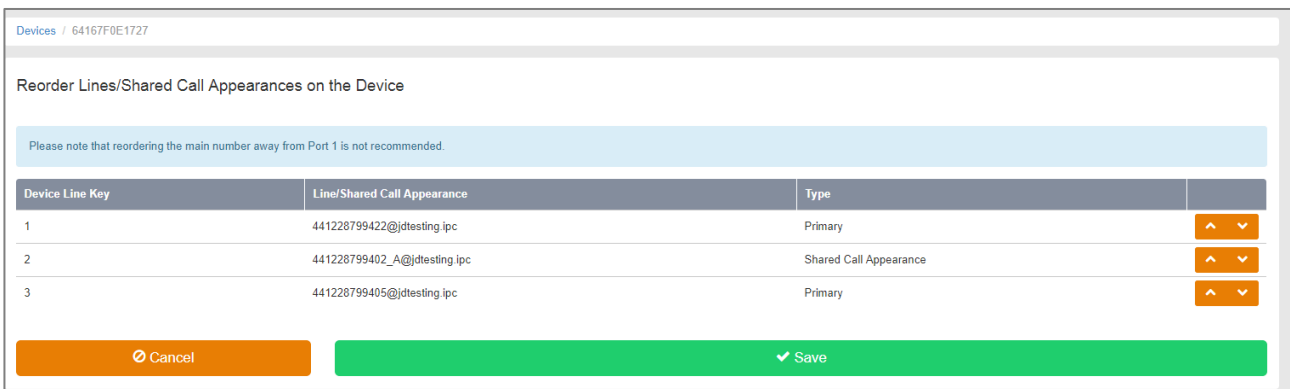 Devices / 64167F0E1727
Reorder Lines/Shared Call Appearances on the Device
Please note that reordering the main number away from Port 1 is not recommended.
Device Line Key Line/Shared Call Appearance Type
1 441228799422@jdtesting.ipc Primary
2 441228799402_A@jdtesting.ipc Shared Call Appearance
3 441228799405@jdtesting.ipc Primary
Cancel Save